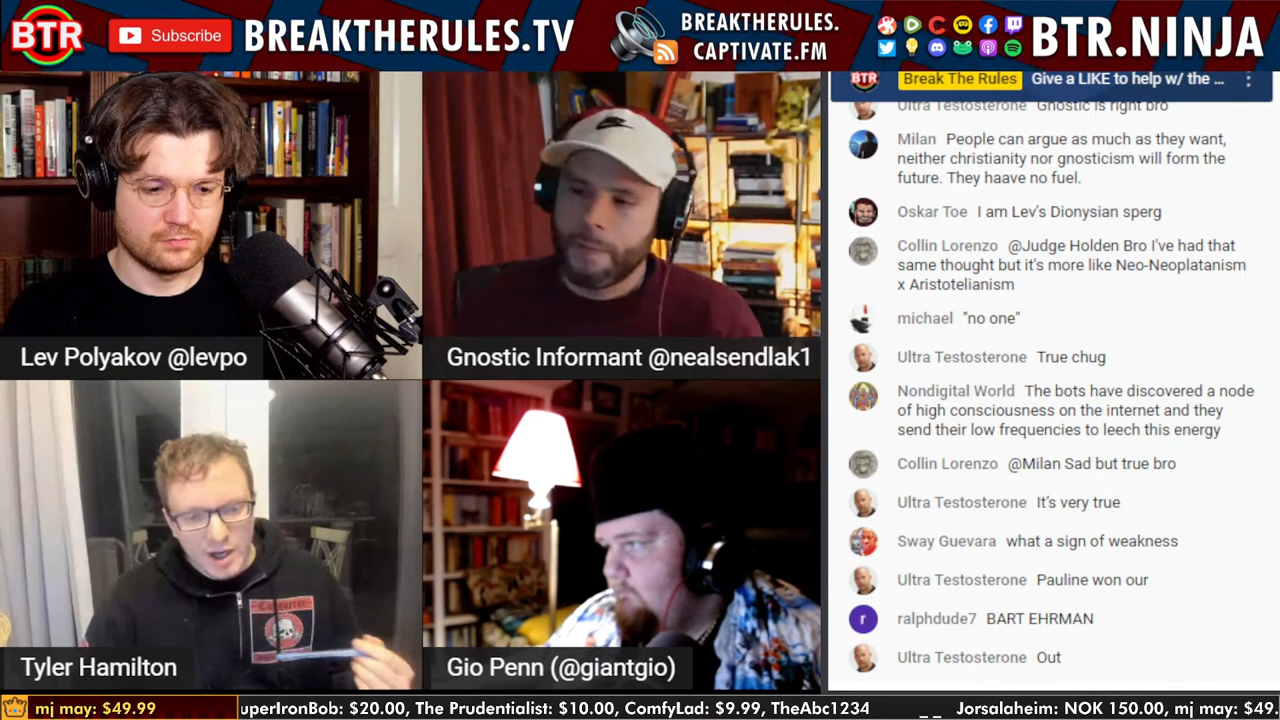 BTR
Subscribe
BREAKTHERULES.TV
BREAKTHERULES.
CAPTIVATE.FM
BTR.NINJA
BTR
Break The Rules Give a LIKE to help w/ the ...
Ultra Testosterone Gnostic is right bro
Milan People can argue as much as they want,
neither christianity nor gnosticism will form the
future. They haave no fuel.
Oskar Toe I am Lev's Dionysian sperg
Collin Lorenzo @Judge Holden Bro I've had that
same thought but it's more like Neo-Neoplatanism
x Aristotelianism
michael "no one"
Ultra Testosterone True chug
Nondigital World The bots have discovered a node
of high consciousness on the internet and they
send their low frequencies to leech this energy
Collin Lorenzo @Milan Sad but true bro
Ultra Testosterone It's very true
Sway Guevara what a sign of weakness
Ultra Testosterone Pauline won our
r
ralphdude7 BART EHRMAN
Ultra Testosterone Out
1989
Lev Polyakov @levpo
Gnostic Informant @nealsendlak1
Tyler Hamilton
Gio Penn (@giantgio)
mj may: $49.99
uperIronBob: $20.00, The Prudentialist: $10.00, ComfyLad: $9.99, TheAbc1234
_ _ Jorsalaheim: NOK 150.00, mj may: $49.